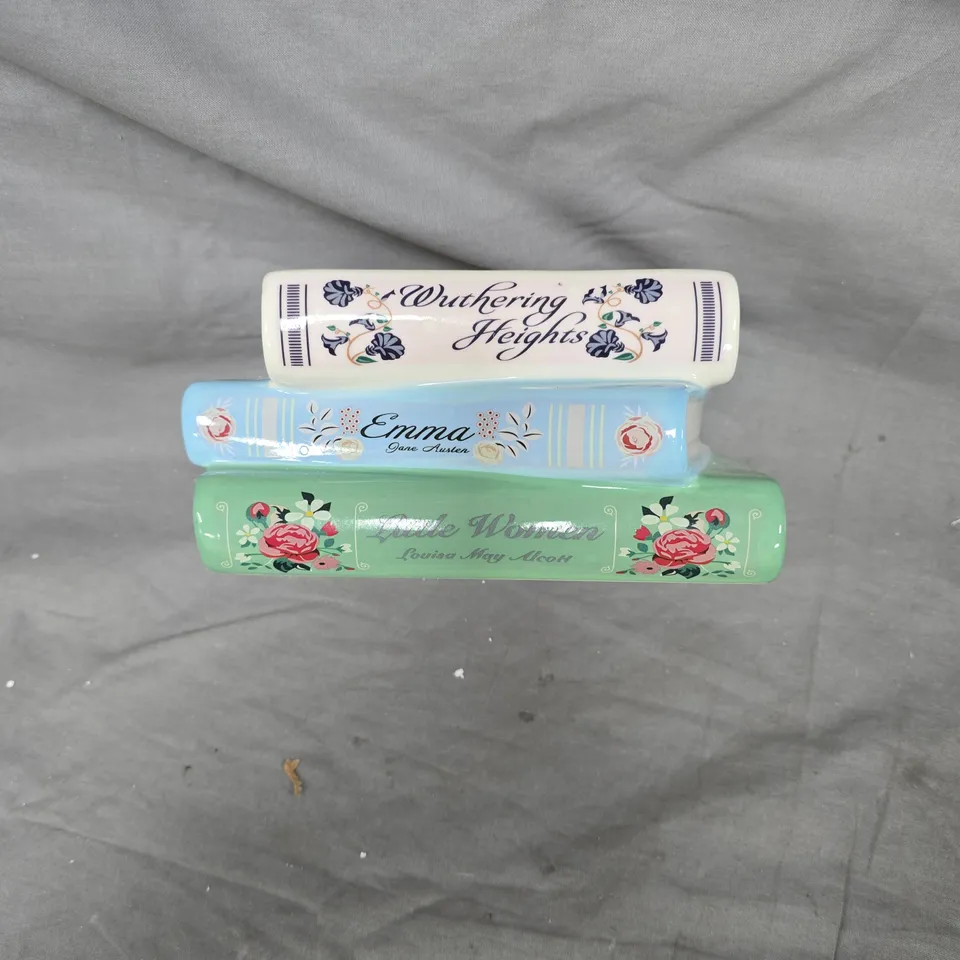 Wuthering
Heights
Emma
Jane Austen
Little Women
Louisa May Alcott